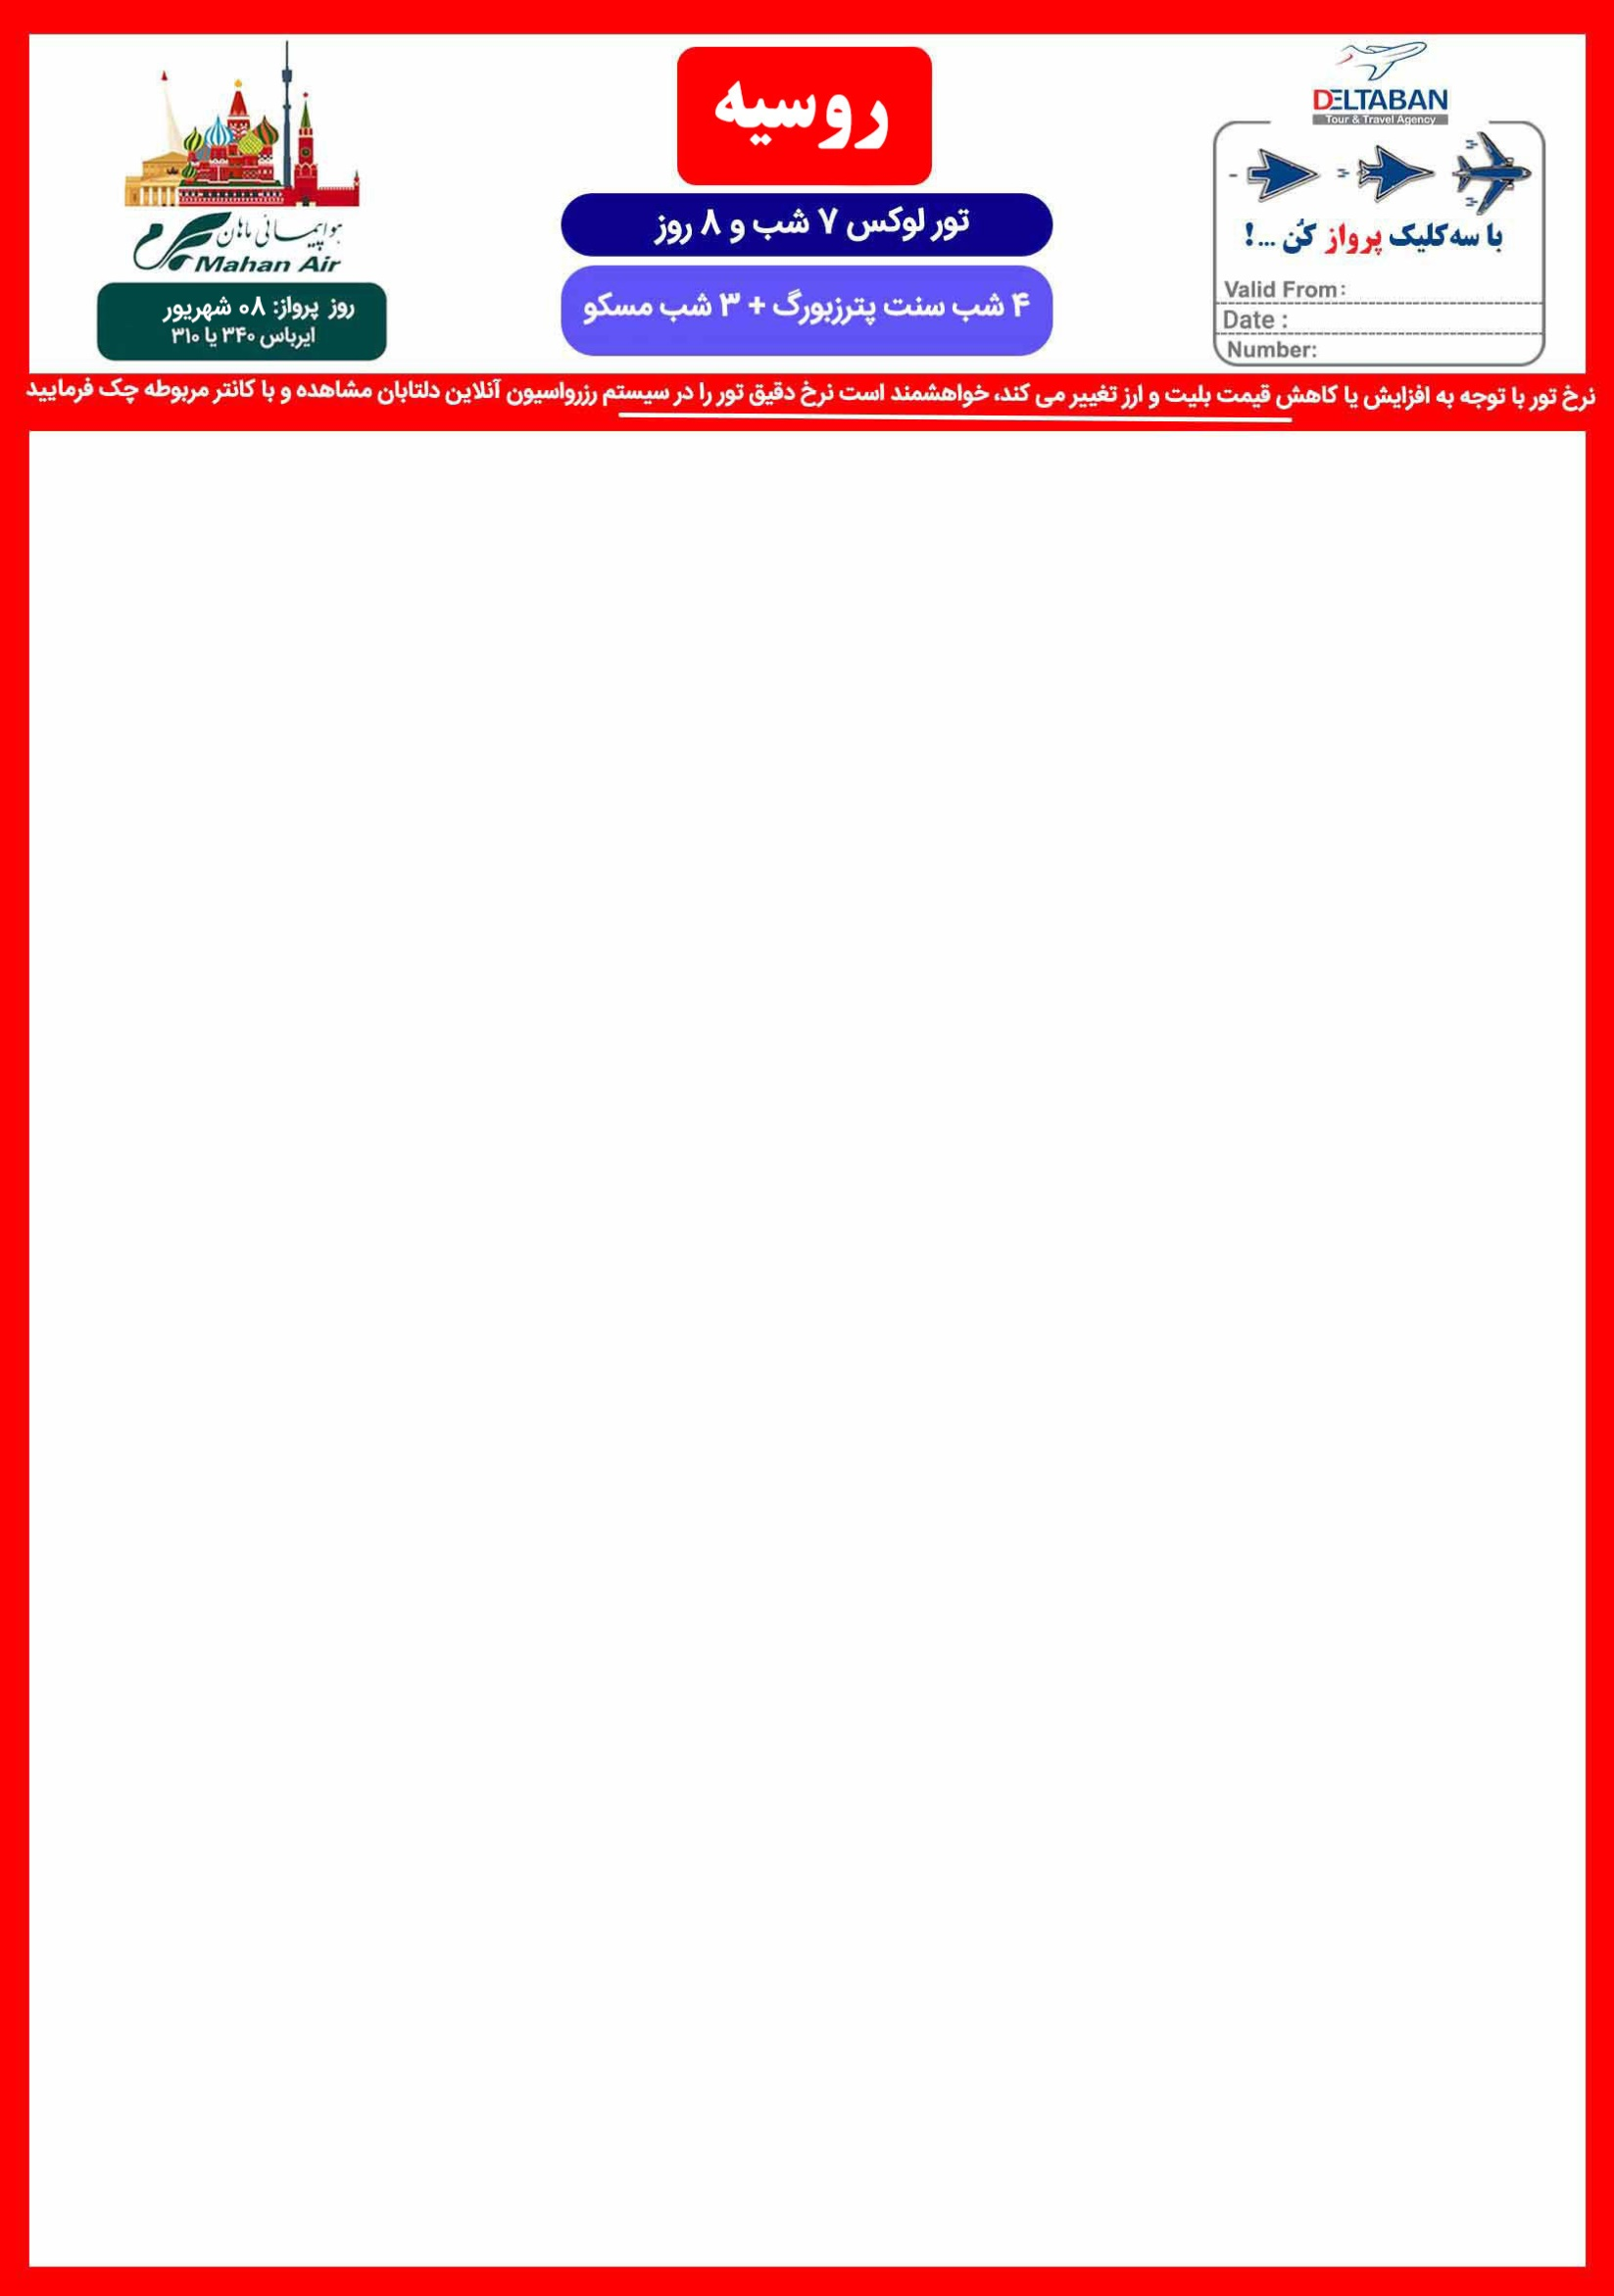 روسیه
تور لوکس ۷ شب و ۸ روز
۴ شب سنت پترزبورگ + ۳ شب مسکو
DELTABAN
Tour & Travel Agency
با سه کلیک پرواز کُن ...!
Valid From:
Date :
Number:
هواپیمائی ماهان
Mahan Air
روز پرواز: ۰۸ شهریور
ایرباس ۳۴۰ یا ۳۱۰
نرخ تور با توجه به افزایش یا کاهش قیمت بلیت و ارز تغییر می کند، خواهشمند است نرخ دقیق تور را در سیستم رزرواسیون آنلاین دلتابان مشاهده و با کانتر مربوطه چک فرمایید